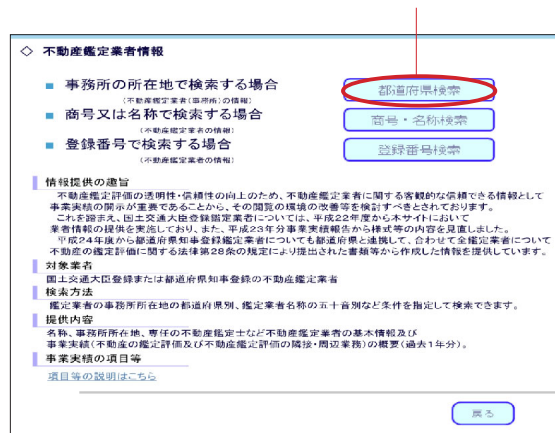 ◇ 不動産鑑定業者情報
■ 事務所の所在地で検索する場合
(不動産鑑定業者(事務所)の情報)
都道府県検索
■ 商号又は名称で検索する場合
(不動産鑑定業者の情報)
商号・名称検索
■ 登録番号で検索する場合
(不動産鑑定業者の情報)
登録番号検索
情報提供の趣旨
不動産鑑定評価の透明性・信頼性の向上のため、不動産鑑定業者に関する客観的な信頼できる情報として
事業実績の開示が重要であることから、その閲覧の環境の改善等を検討すべきとされております。
これを踏まえ、国土交通大臣登録鑑定業者については、平成22年度から本サイトにおいて
業者情報の提供を実施しており、また、平成23年分事業実績報告から様式等の内容を見直しました。
平成24年度から都道府県知事登録鑑定業者についても都道府県と連携して、合わせて全鑑定業者について
不動産の鑑定評価に関する法律第28条の規定により提出された書類等から作成した情報を提供しています。
対象業者
国土交通大臣登録または都道府県知事登録の不動産鑑定業者
検索方法
鑑定業者の事務所所在地の都道府県別、鑑定業者名称の五十音別など条件を指定して検索できます。
提供内容
名称、事務所所在地、専任の不動産鑑定士など不動産鑑定業者の基本情報及び
事業実績(不動産の鑑定評価及び不動産鑑定評価の隣接・周辺業務)の概要(過去1年分)。
事業実績の項目等
項目等の説明はこちら
戻る